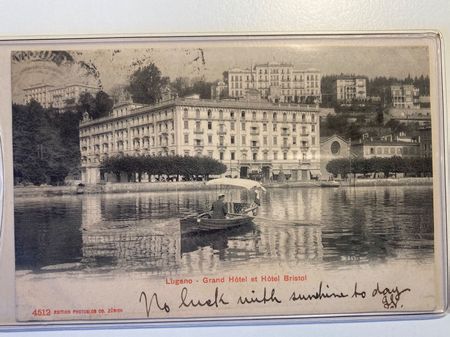 Lugano - Grand Hôtel et Hôtel Bristol
4512 EDITION PHOTOGLOB CO. ZÜRICH
No luck with sunshine to day